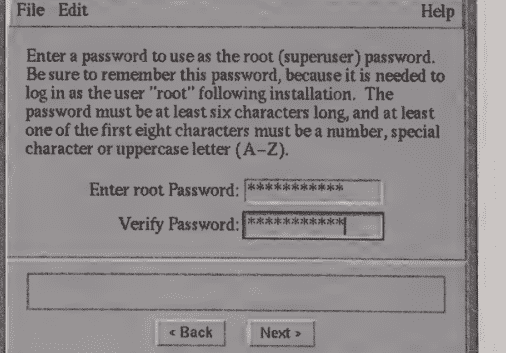 File Edit Help
Enter a password to use as the root (superuser) password.
Be sure to remember this password, because it is needed to
log in as the user "root" following installation. The
password must be at least six characters long, and at least
one of the first eight characters must be a number, special
character or uppercase letter (A-Z).
Enter root Password: ***********
Verify Password: ***********
< Back Next >